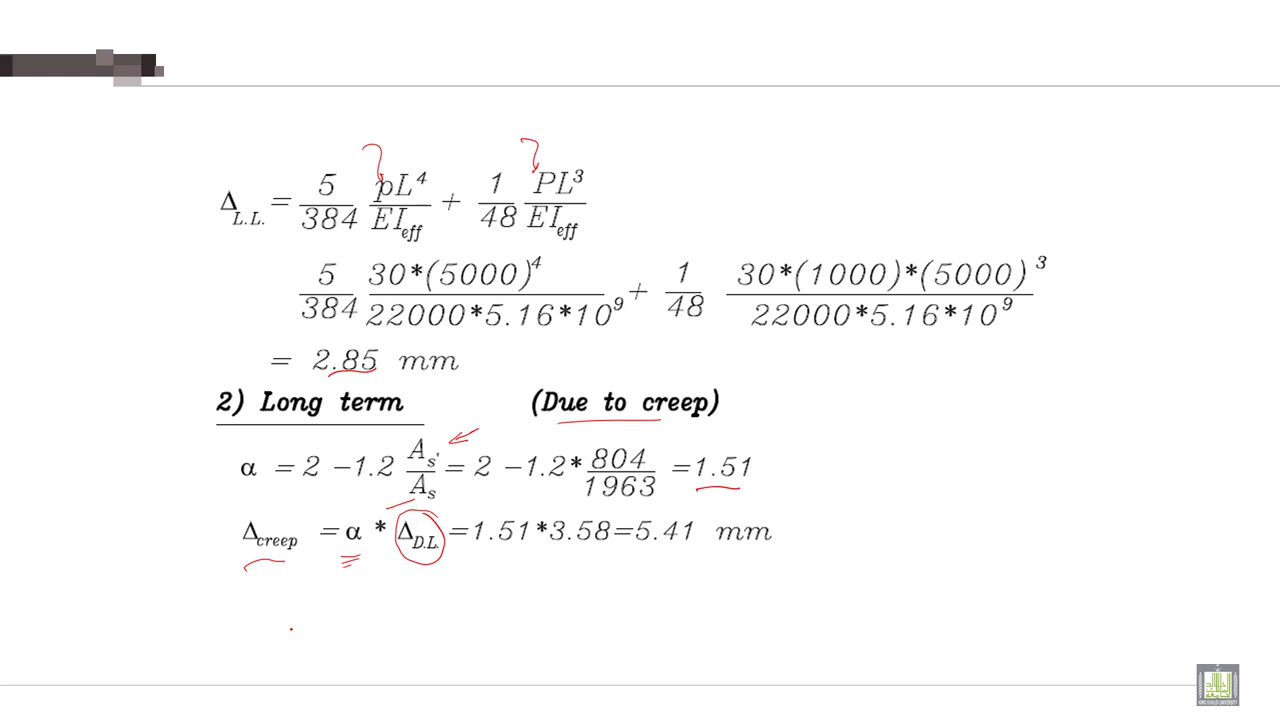 Δ_L.L. = 5/384 pL⁴/EI_eff + 1/48 PL³/EI_eff
5/384 30*(5000)⁴/22000*5.16*10⁹ + 1/48 30*(1000)*(5000)³/22000*5.16*10⁹
= 2.85 mm
2) Long term (Due to creep)
α = 2 -1.2 A_s'/A_s = 2 -1.2* 804/1963 = 1.51
Δ_creep = α * Δ_D.L. = 1.51*3.58=5.41 mm
KING KHALID UNIVERSITY